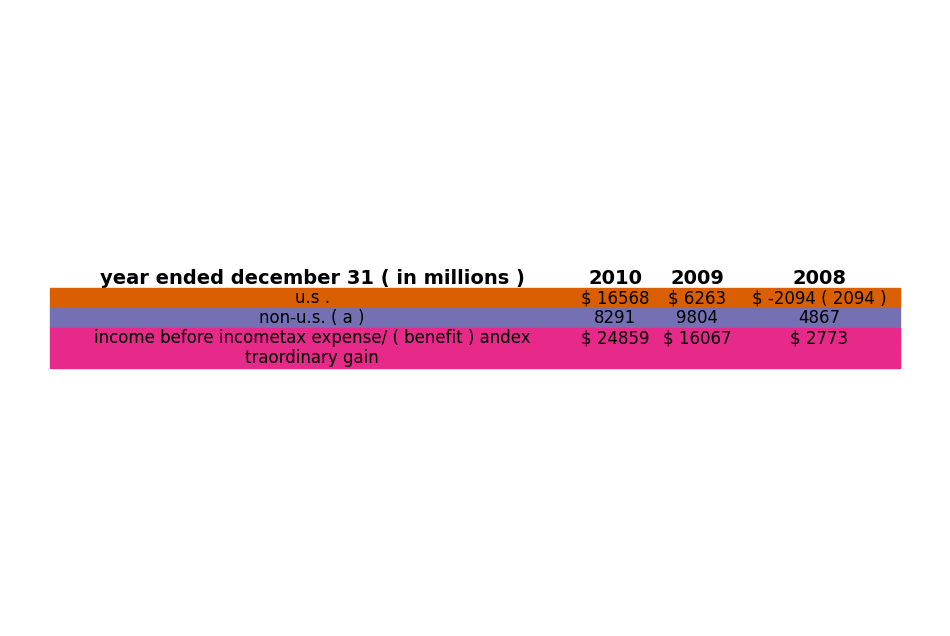 year ended december 31 ( in millions ) 2010 2009 2008
u.s . $ 16568 $ 6263 $ -2094 ( 2094 )
non-u.s. ( a ) 8291 9804 4867
income before incometax expense/ ( benefit ) andex $ 24859 $ 16067 $ 2773
traordinary gain